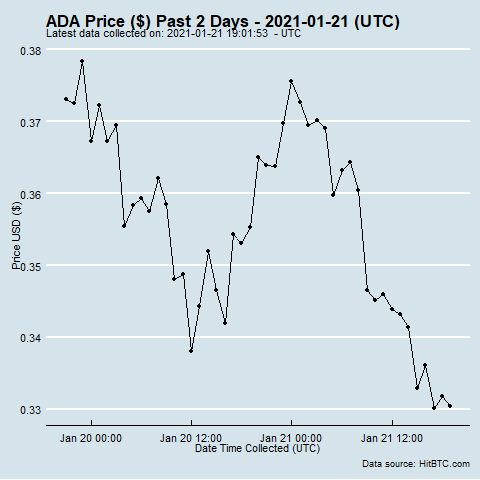 ADA Price ($) Past 2 Days - 2021-01-21 (UTC)
Latest data collected on: 2021-01-21 19:01:53  - UTC
0.38
0.37
0.36
0.35
0.34
0.33
Price USD ($)
Jan 20 00:00 Jan 20 12:00 Jan 21 00:00 Jan 21 12:00
Date Time Collected (UTC)
Data source: HitBTC.com